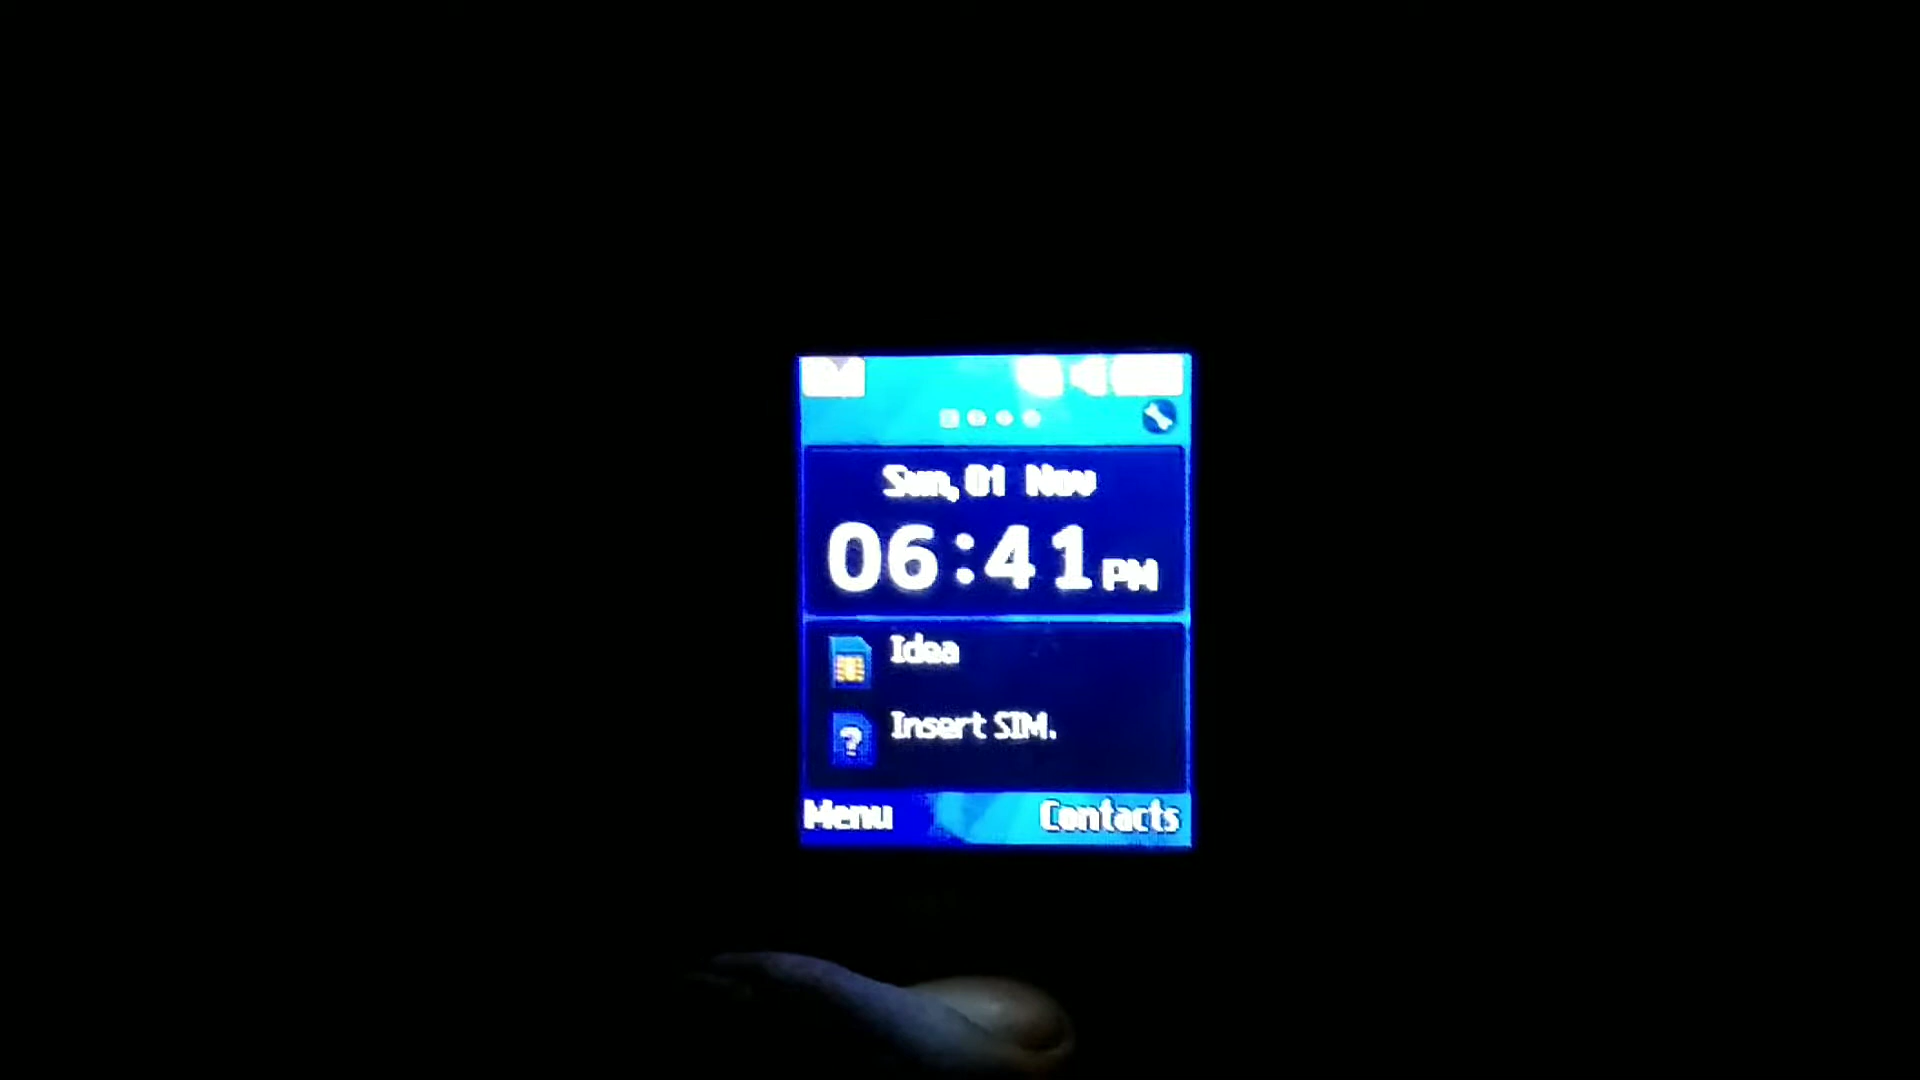 Sun, 01 Nov
06:41 PM
Idea
?
Insert SIM.
Menu
Contacts